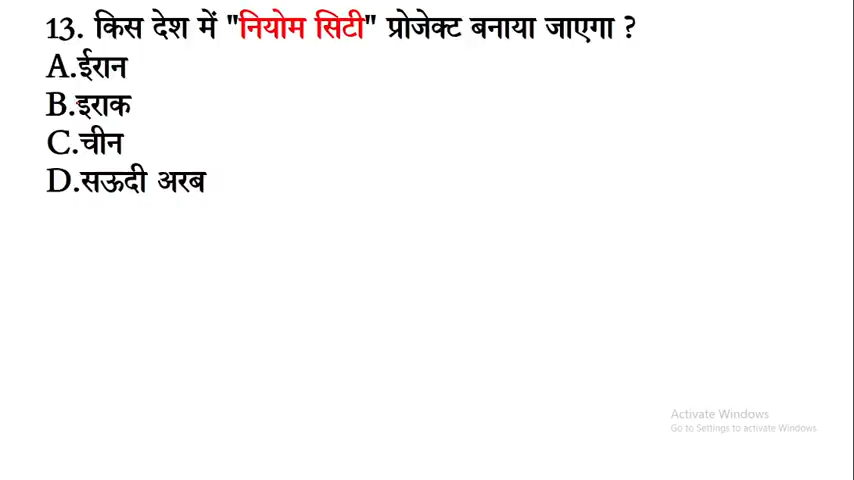 13. किस देश में "नियोम सिटी" प्रोजेक्ट बनाया जाएगा ?
A.ईरान
B.इराक
C.चीन
D.सऊदी अरब
Activate Windows
Go to Settings to activate Windows.